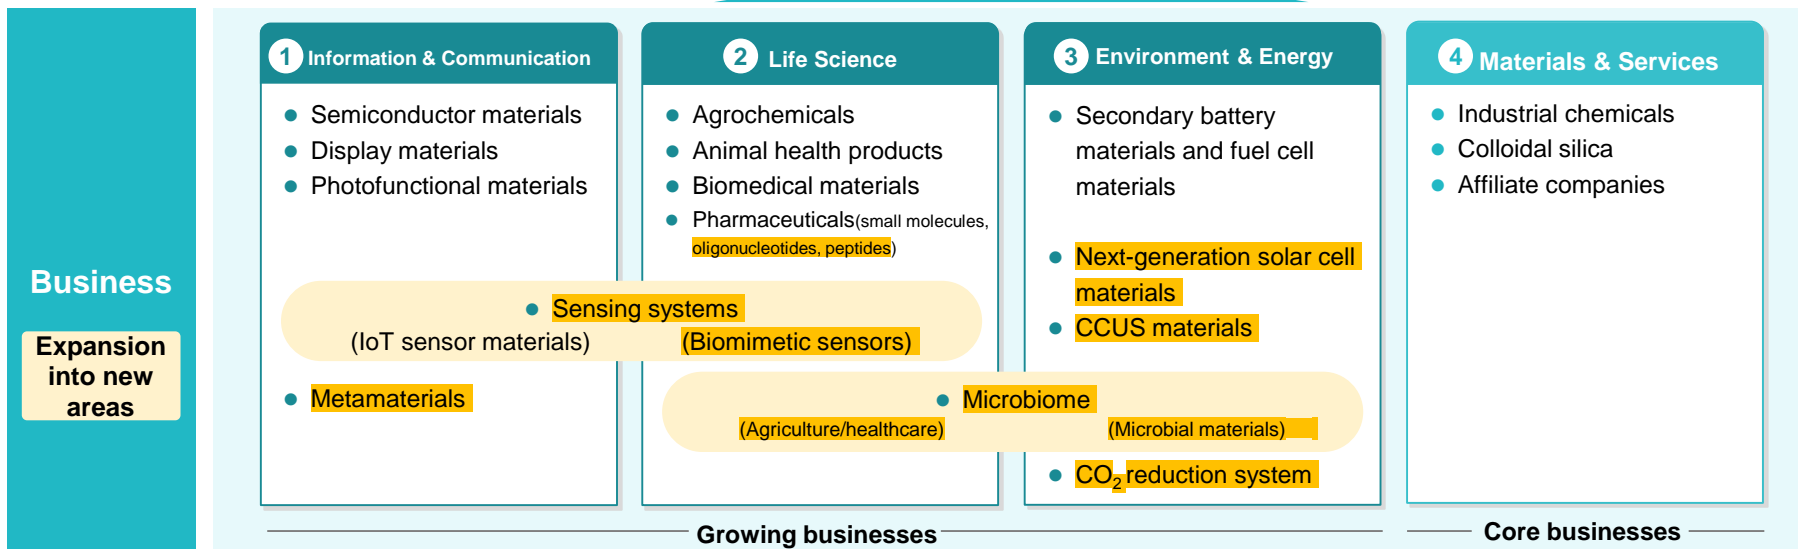 Business
Expansion
into new
areas
1 Information & Communication
● Semiconductor materials
● Display materials
● Photofunctional materials
2 Life Science
● Agrochemicals
● Animal health products
● Biomedical materials
● Pharmaceuticals(small molecules,
oligonucleotides, peptides)
3 Environment & Energy
● Secondary battery
materials and fuel cell
materials
● Next-generation solar cell
materials
● CCUS materials
4 Materials & Services
● Industrial chemicals
● Colloidal silica
● Affiliate companies
● Sensing systems
(IoT sensor materials) (Biomimetic sensors)
● Metamaterials
● Microbiome
(Agriculture/healthcare) (Microbial materials)
● CO₂ reduction system
Growing businesses
Core businesses